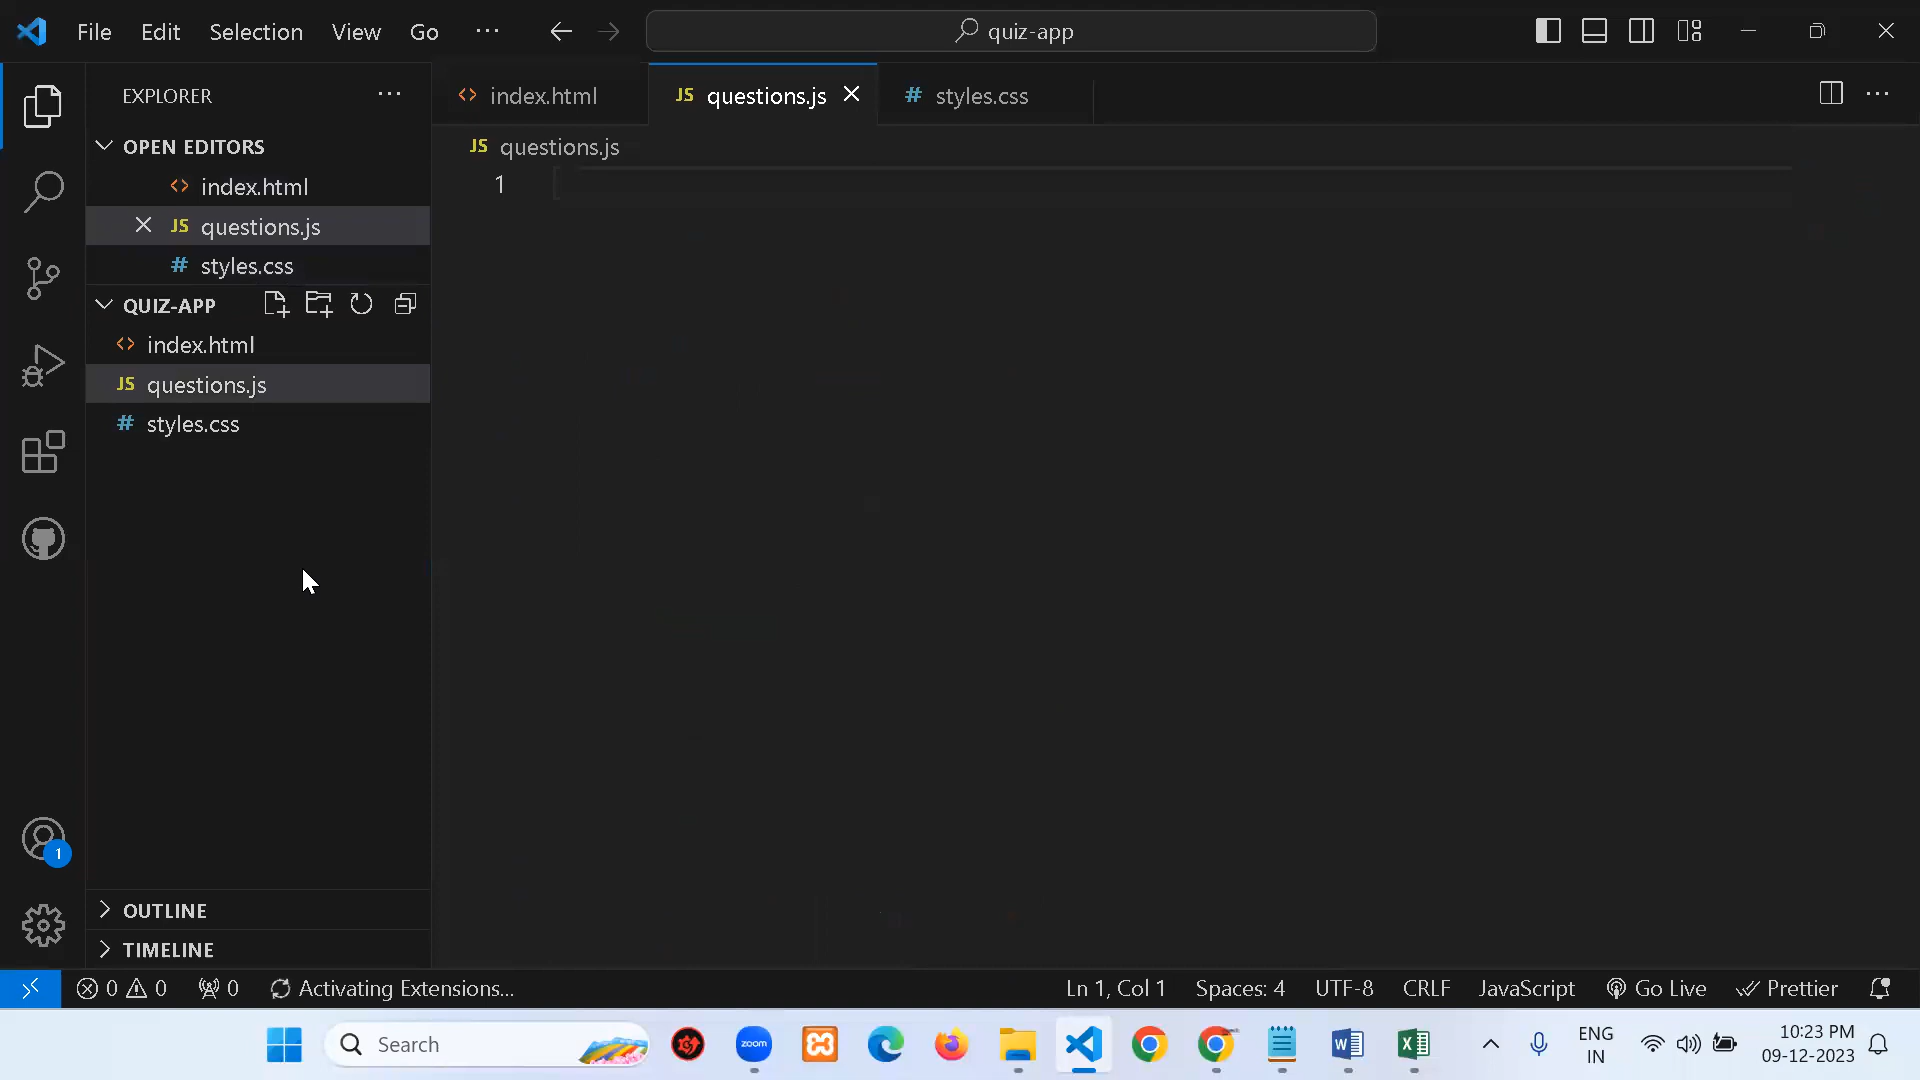 File Edit Selection View Go ··· quiz-app
EXPLORER ···
OPEN EDITORS
<> index.html
JS questions.js
# styles.css
QUIZ-APP
<> index.html
JS questions.js
# styles.css
OUTLINE
TIMELINE
1
<> index.html JS questions.js # styles.css ···
JS questions.js
1
0 0 0 Activating Extensions... Ln 1, Col 1 Spaces: 4 UTF-8 CRLF JavaScript Go Live Prettier
Search zoom
ENG
IN
10:23 PM
09-12-2023